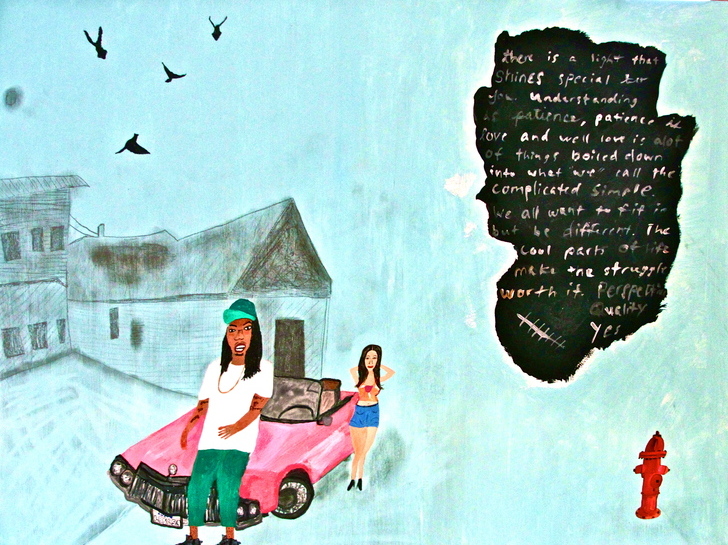 there is a light that
SHINES special for
you. understanding
is patience, patience is
love and well love is alot
of things boiled down
into what "we" call the
complicated simple.
We all want to fit in
but be different. The
cool parts of life
make the struggle
worth it. Perspective
Quality
Yes